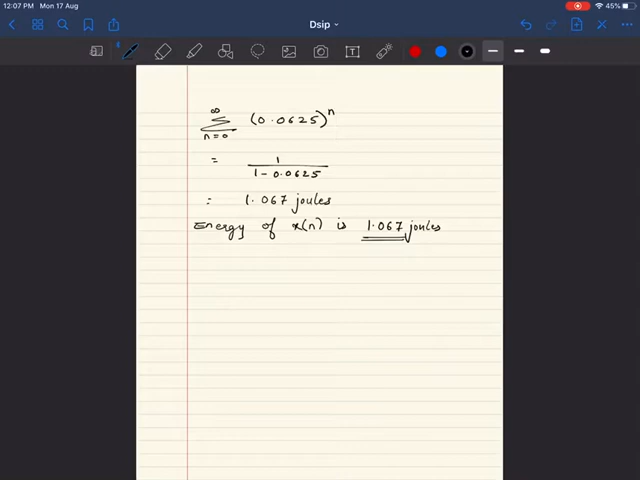 12:07 PM Mon 17 Aug
45%
Dsip
T
∞
∑ (0.0625)^n
n=0
= 1
1 - 0.0625
= 1.067 joules
Energy of x(n) is 1.067 joules